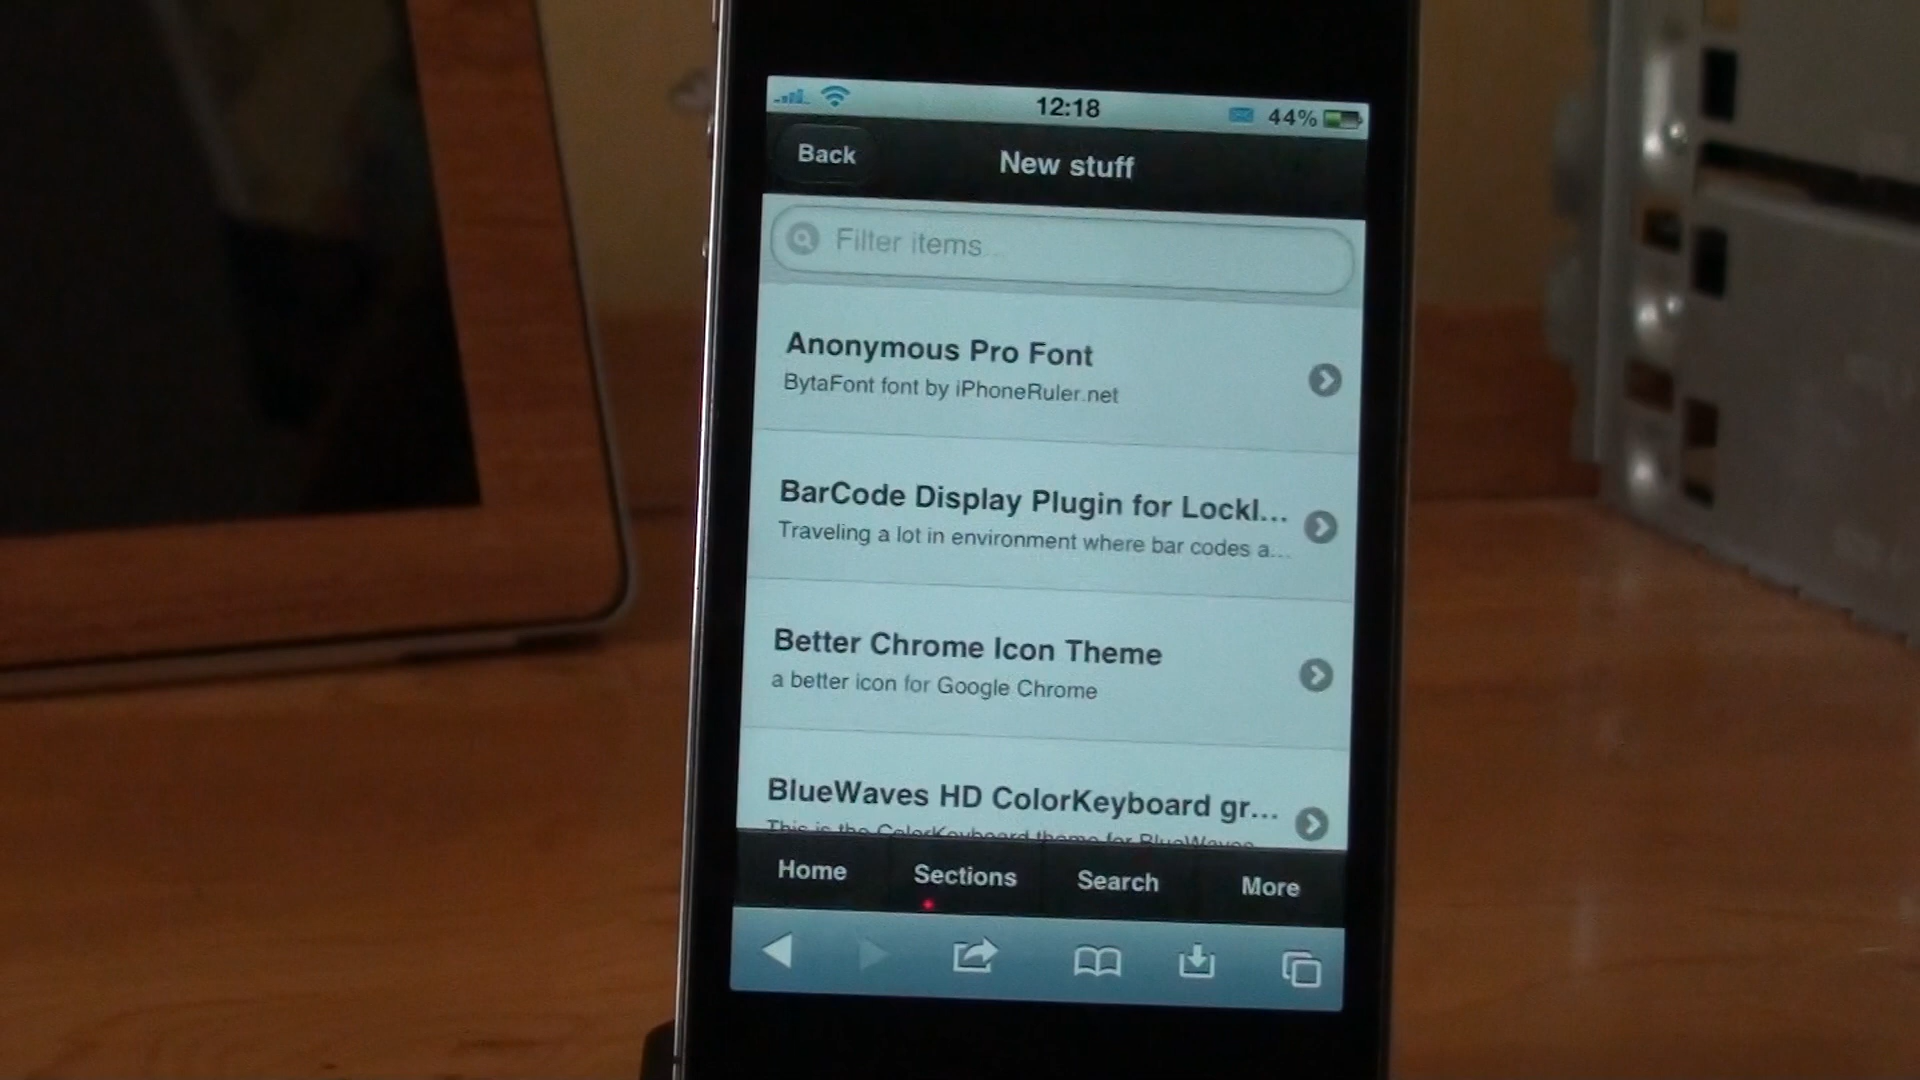 12:18
44%
Back
New stuff
Filter items...
Anonymous Pro Font
BytaFont font by iPhoneRuler.net
BarCode Display Plugin for LockI...
Traveling a lot in environment where bar codes a...
Better Chrome Icon Theme
a better icon for Google Chrome
BlueWaves HD ColorKeyboard gr...
This is the ColorKeyboard theme for BlueWaves
Home
Sections
Search
More